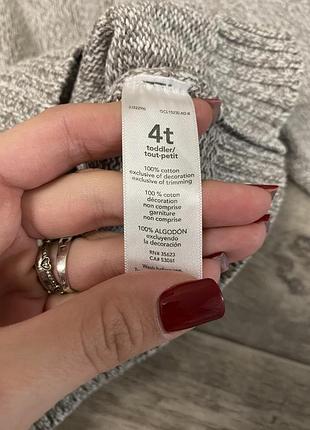 4t
toddler/
tout-petit
100% cotton
exclusive of decoration
exclusive of trimming
100 % coton
décoration
non comprise
garniture
non comprise
100% ALGODÓN
excluyendo
la decoración
RN# 35623
CA# 53061